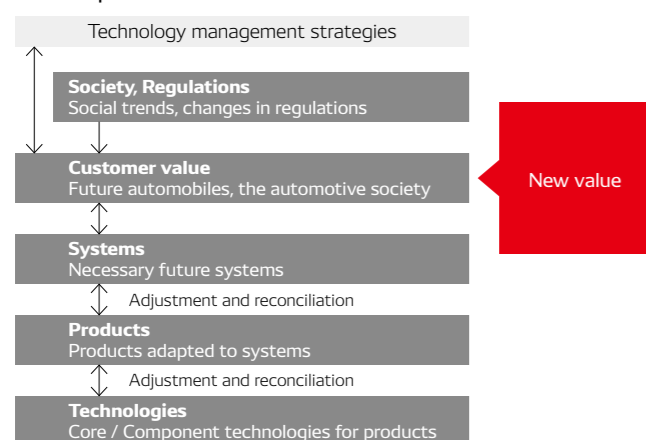 Technology management strategies
Society, Regulations
Social trends, changes in regulations
Customer value
Future automobiles, the automotive society
New value
Systems
Necessary future systems
Adjustment and reconciliation
Products
Products adapted to systems
Adjustment and reconciliation
Technologies
Core / Component technologies for products